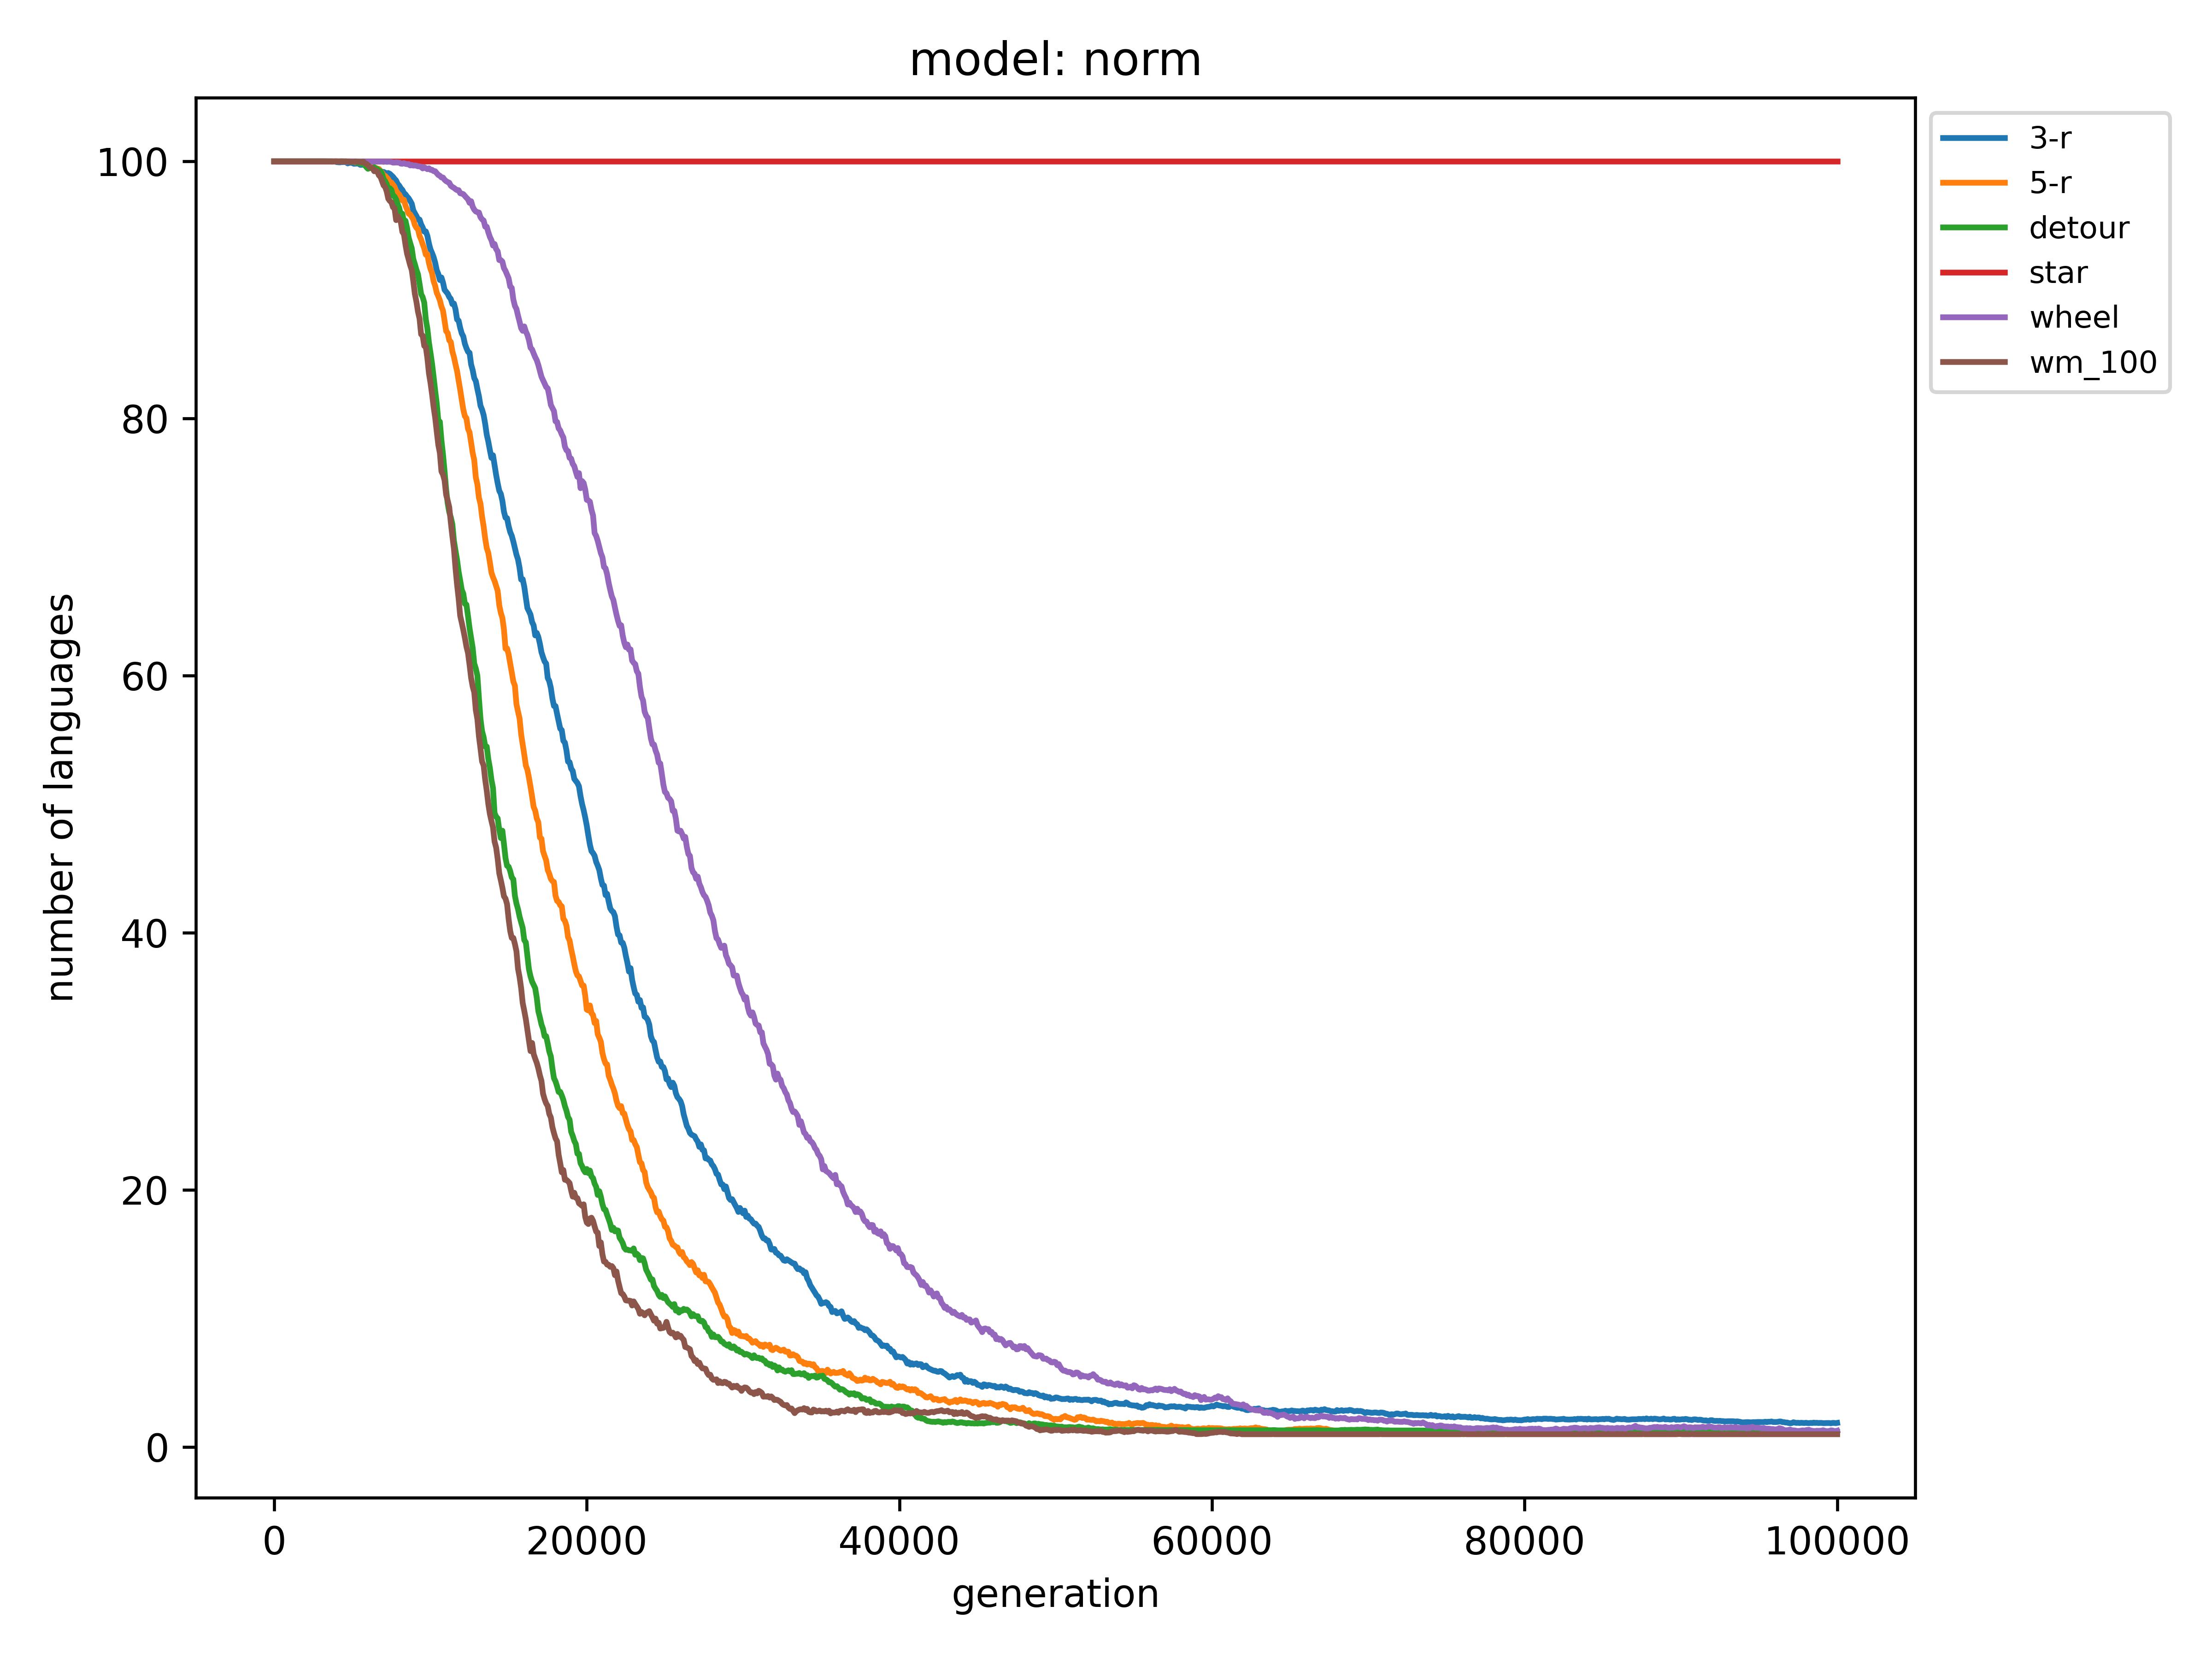 model: norm
number of languages
100
80
60
40
20
0
0 20000 40000 60000 80000 100000
generation
3-r
5-r
detour
star
wheel
wm_100